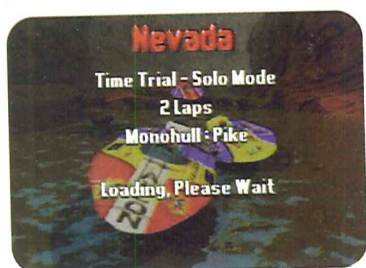 Nevada
Time Trial - Solo Mode
2 Laps
Monohull : Pike
Loading, Please Wait